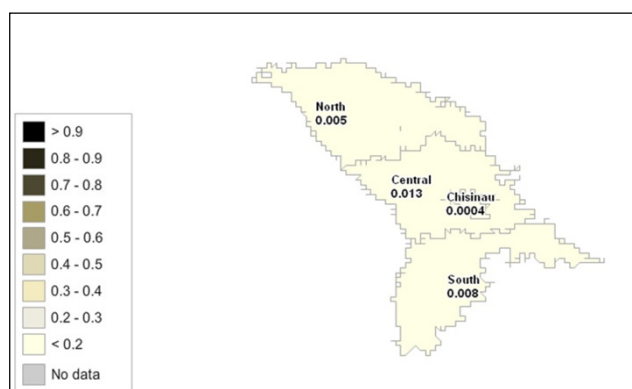 North
0.005
Central
0.013
Chisinau
0.0004
South
0.008
> 0.9
0.8 - 0.9
0.7 - 0.8
0.6 - 0.7
0.5 - 0.6
0.4 - 0.5
0.3 - 0.4
0.2 - 0.3
< 0.2
No data